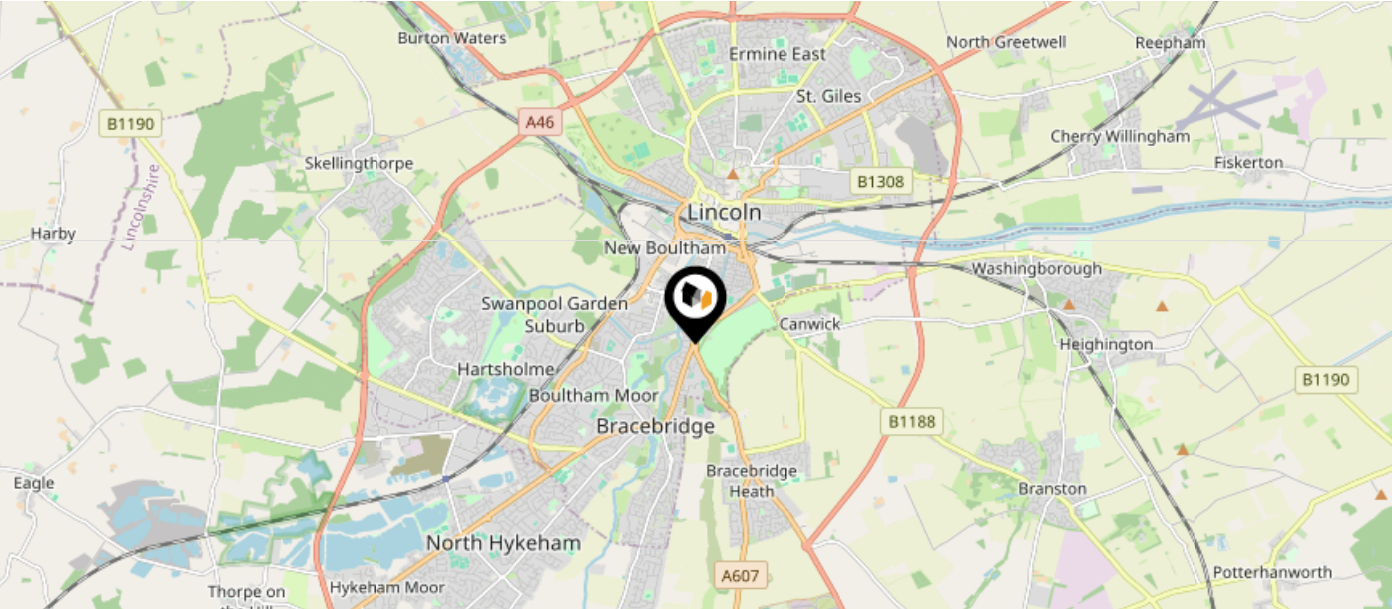 Burton Waters
Ermine East
North Greetwell
Reepham
St. Giles
B1190
A46
Cherry Willingham
Skellingthorpe
Fiskerton
B1308
Lincolnshire
Lincoln
Harby
New Boultham
Washingborough
Swanpool Garden
Suburb
Canwick
Heighington
Hartsholme
B1190
Boultham Moor
Bracebridge
B1188
Bracebridge
Heath
Eagle
Branston
North Hykeham
A607
Potterhanworth
Hykeham Moor
Thorpe on
the Hill